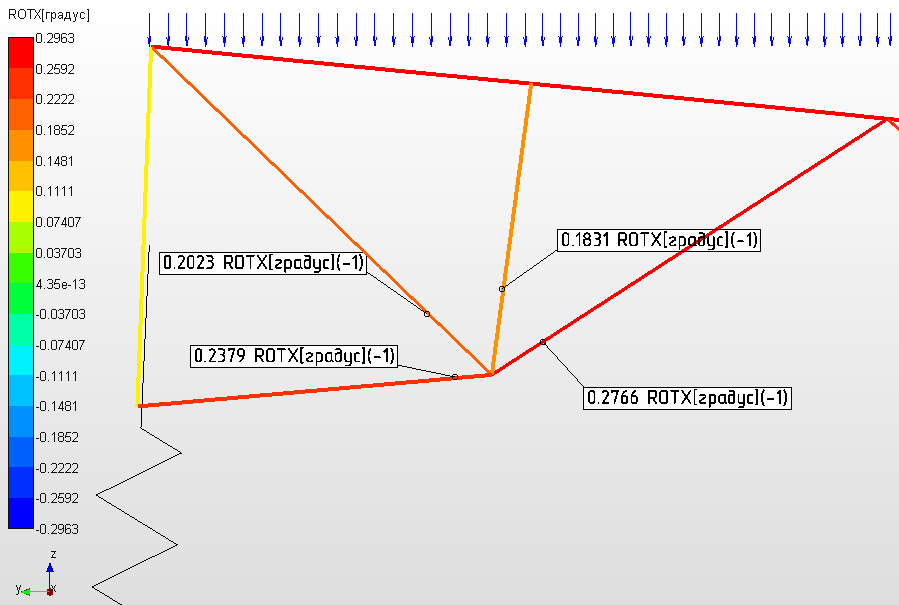 ROTX[градус]
0.2963
0.2592
0.2222
0.1852
0.1481
0.1111
0.07407
0.03703
4.35e-13
-0.03703
-0.07407
-0.1111
-0.1481
-0.1852
-0.2222
-0.2592
-0.2963
0.1831 ROTX[градус](-1)
0.2023 ROTX[градус](-1)
0.2379 ROTX[градус](-1)
0.2766 ROTX[градус](-1)
z
y x